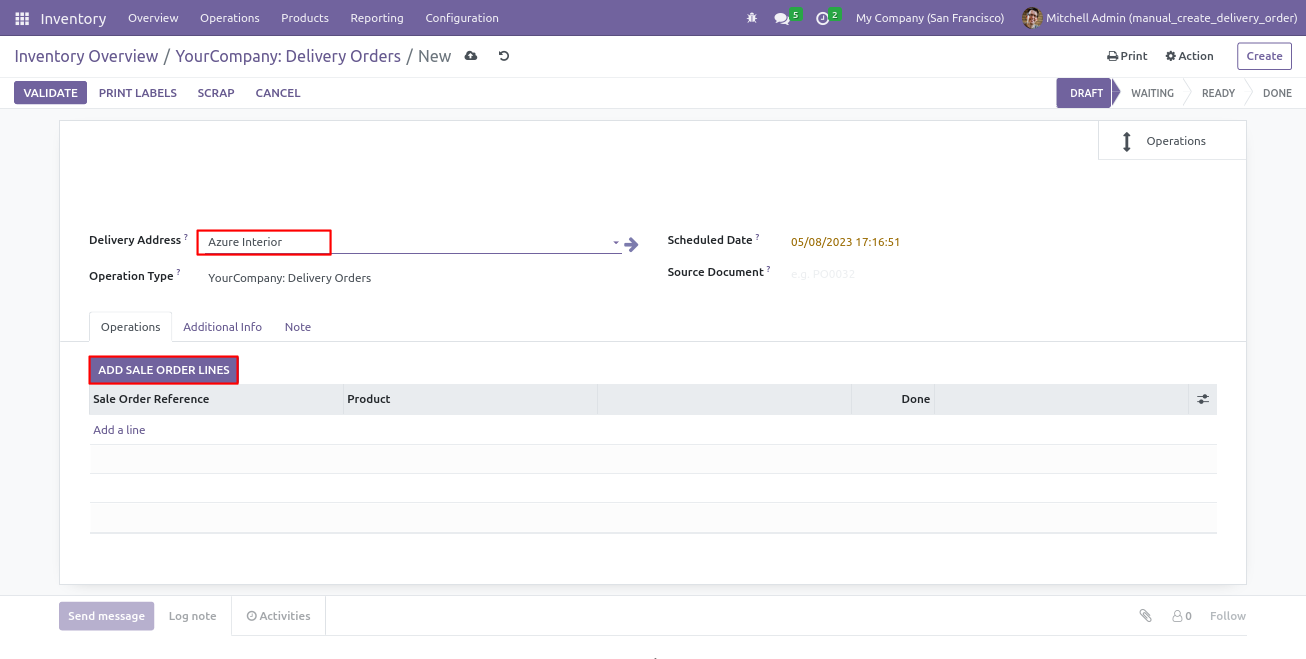 Inventory Overview Operations Products Reporting Configuration 5 2 My Company (San Francisco) Mitchell Admin (manual_create_delivery_order)
Inventory Overview / YourCompany: Delivery Orders / New Print Action Create
VALIDATE PRINT LABELS SCRAP CANCEL DRAFT WAITING READY DONE
Operations
Delivery Address ? Azure Interior Scheduled Date ? 05/08/2023 17:16:51
Operation Type ? YourCompany: Delivery Orders Source Document ? e.g. PO0032
Operations Additional Info Note
ADD SALE ORDER LINES
Sale Order Reference Product Done
Add a line
Send message Log note Activities 0 Follow